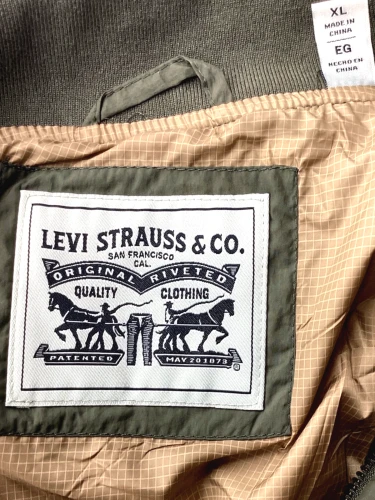 XL
MADE IN
CHINA
EG
HECHO EN
CHINA
LEVI STRAUSS & CO.
SAN FRANCISCO
CAL.
ORIGINAL RIVETED
QUALITY CLOTHING
PATENTED MAY 20 1873
®